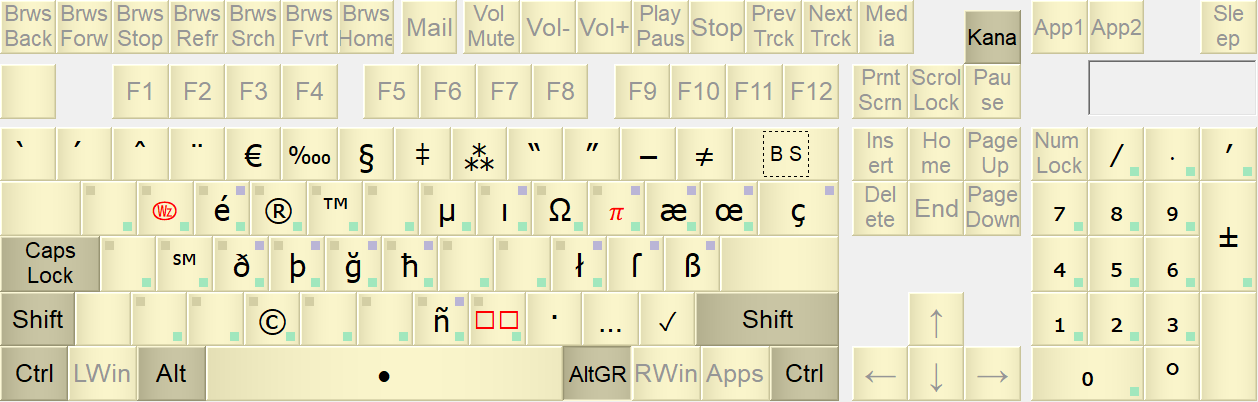 Brws Brws Brws Brws Brws Brws Brws Mail Vol Vol- Vol+ Play Stop Prev Next Med App1 App2 Sle
Back Forw Stop Refr Srch Fvrt Home Mute Paus Trck Trck ia Kana ep
F1 F2 F3 F4 F5 F6 F7 F8 F9 F10 F11 F12 Prnt Scrol Pau
Scrn Lock se
` ´ ˆ ¨ € ‰ § ‡ ⁂ “ ” – ≠ B S Ins Ho Page Num / . ′
ert me Up Lock
é ® ™ µ ı Ω π æ œ ç Del End Page 7 8 9 ±
ete Down
Caps ℠ ð þ ğ ħ ł ſ ß 4 5 6
Lock
Shift © ñ □□ · … ✓ Shift ↑ 1 2 3
Ctrl LWin Alt ● AltGR RWin Apps Ctrl ← ↓ → 0 º